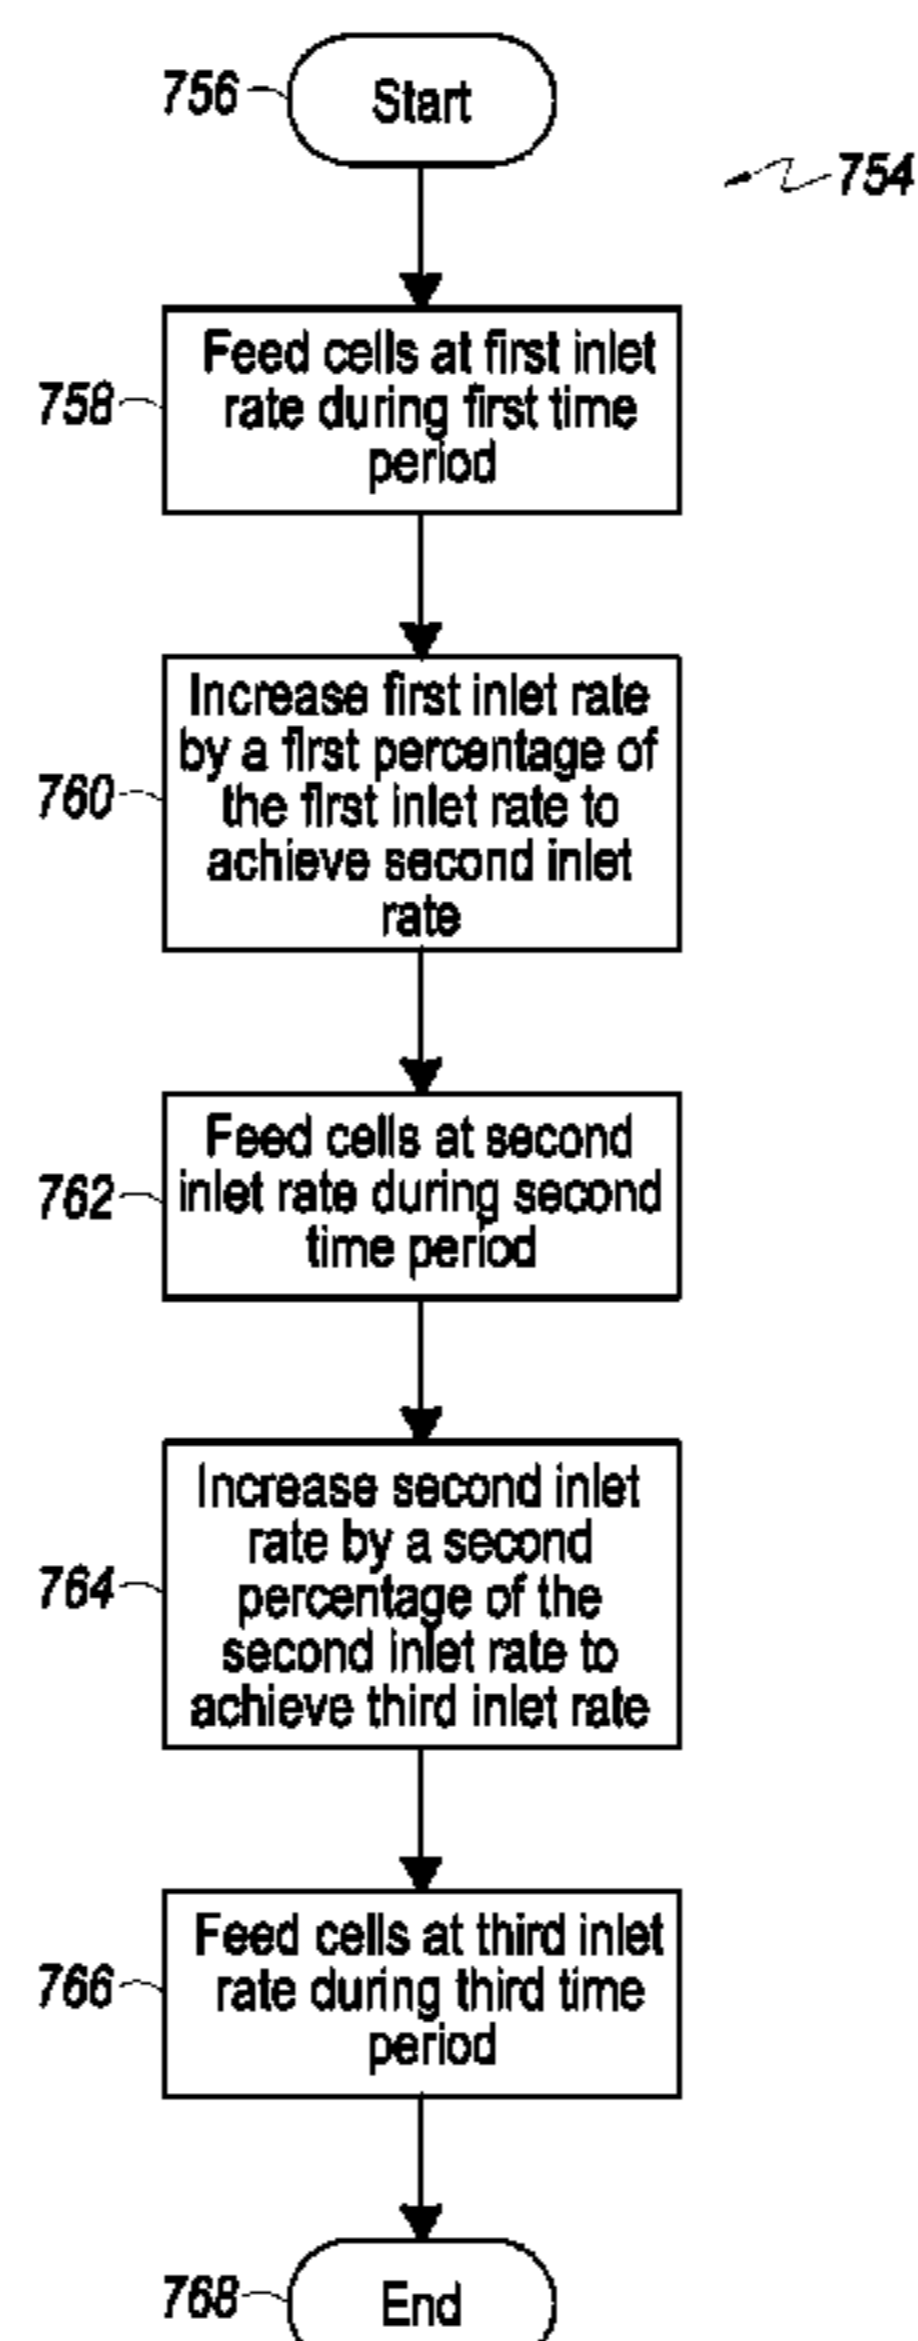 756
Start
754
Feed cells at first inlet
rate during first time
period
758
Increase first inlet rate
by a first percentage of
the first inlet rate to
achieve second inlet
rate
760
Feed cells at second
inlet rate during second
time period
762
Increase second inlet
rate by a second
percentage of the
second inlet rate to
achieve third inlet rate
764
Feed cells at third inlet
rate during third time
period
766
768
End